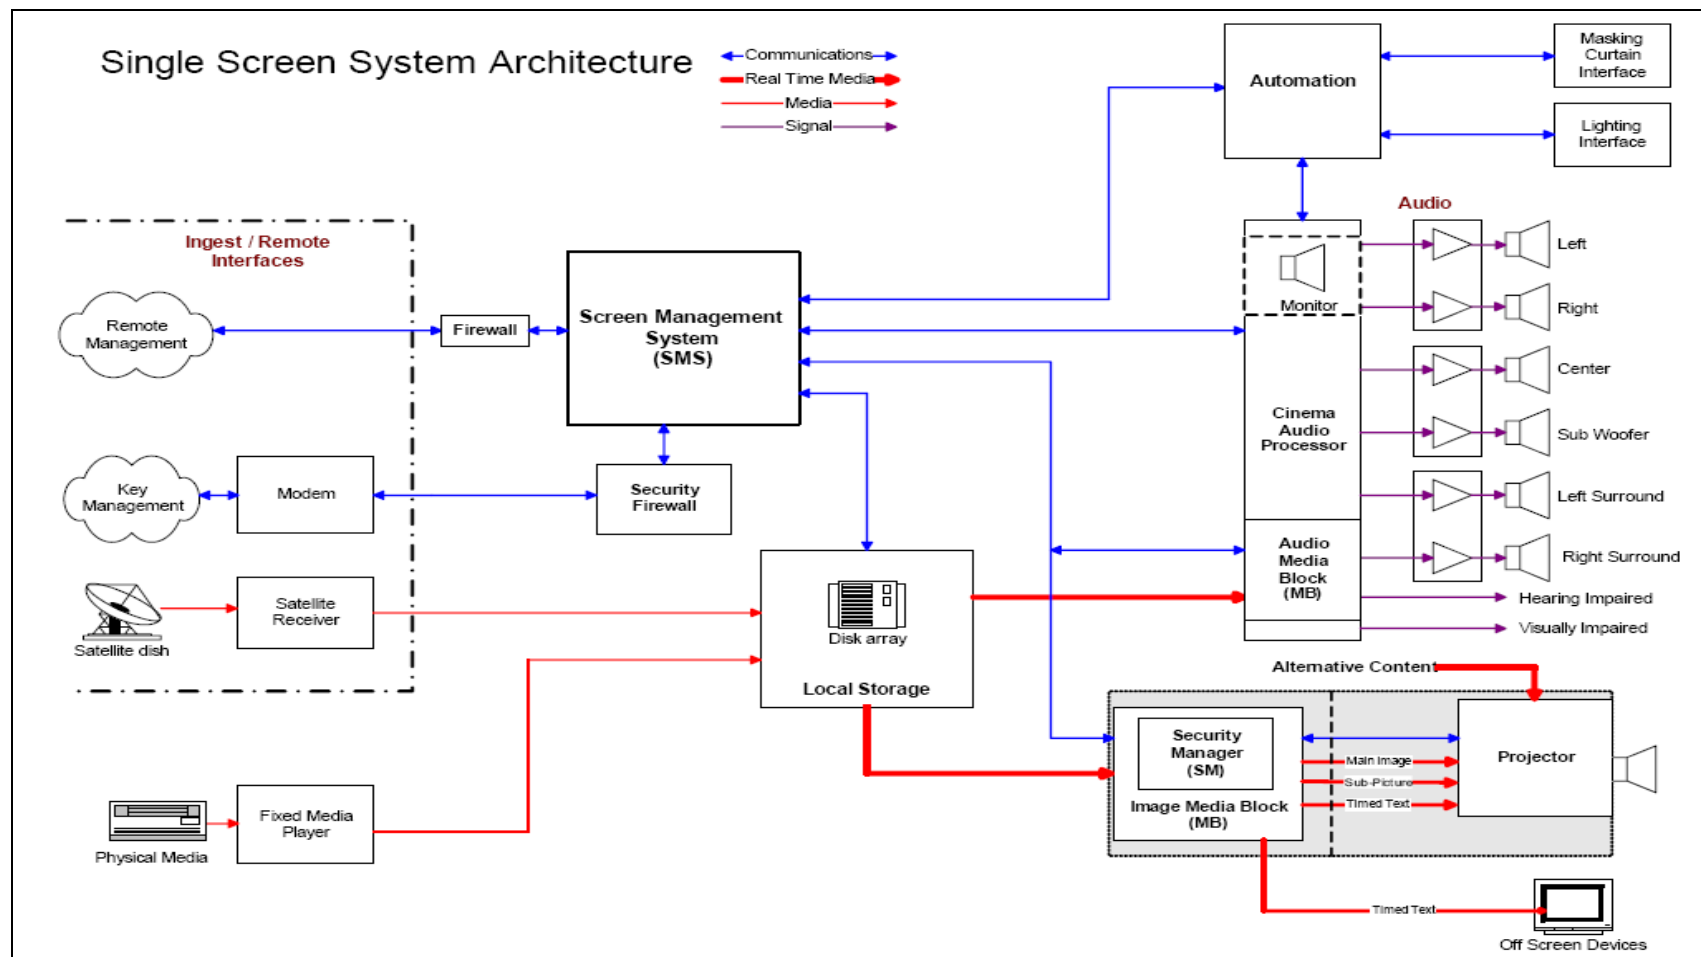 Single Screen System Architecture
Communications
Real Time Media
Media
Signal
Automation
Masking
Curtain
Interface
Lighting
Interface
Ingest / Remote
Interfaces
Remote
Management
Firewall
Screen Management
System
(SMS)
Key
Management
Modem
Security
Firewall
Satellite dish
Satellite
Receiver
Disk array
Local Storage
Physical Media
Fixed Media
Player
Audio
Monitor
Cinema
Audio
Processor
Audio
Media
Block
(MB)
Left
Right
Center
Sub Woofer
Left Surround
Right Surround
Hearing Impaired
Visually Impaired
Alternative Content
Security
Manager
(SM)
Image Media Block
(MB)
Main Image
Sub-Picture
Timed Text
Projector
Timed Text
Off Screen Devices